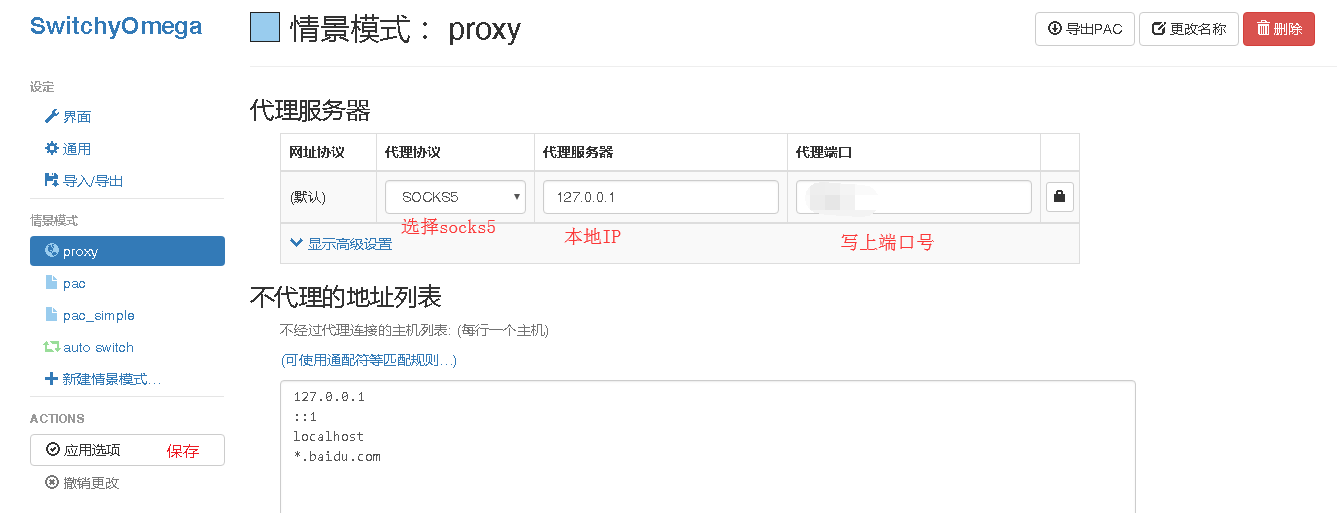 SwitchyOmega
情景模式： proxy
导出PAC
更改名称
删除
设定
界面
通用
导入/导出
情景模式
proxy
pac
pac_simple
auto switch
新建情景模式…
ACTIONS
应用选项 保存
撤销更改
代理服务器
网址协议 代理协议 代理服务器 代理端口
(默认) SOCKS5 127.0.0.1
选择socks5 本地IP 写上端口号
显示高级设置
不代理的地址列表
不经过代理连接的主机列表: (每行一个主机)
(可使用通配符等匹配规则…)
127.0.0.1
::1
localhost
*.baidu.com